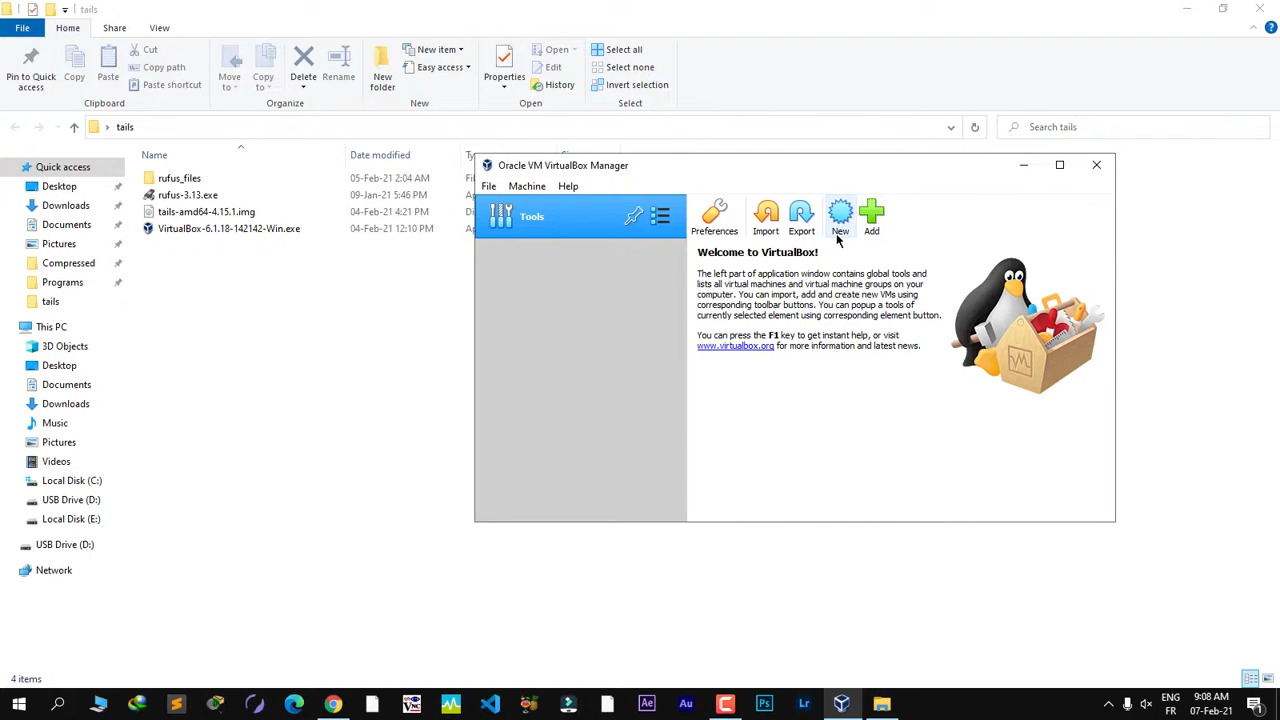 tails
File
Home
Share
View
Pin to Quick
access
Copy
Paste
Cut
Copy path
Paste shortcut
Clipboard
Move
to
Copy
to
Delete
Rename
Organize
New
folder
New item
Easy access
New
Properties
Open
Edit
History
Open
Select all
Select none
Invert selection
Select
tails
Search tails
Name
Date modified
Quick access
Desktop
Downloads
Documents
Pictures
Compressed
Programs
tails
This PC
3D Objects
Desktop
Documents
Downloads
Music
Pictures
Videos
Local Disk (C:)
USB Drive (D:)
Local Disk (E:)
USB Drive (D:)
Network
rufus_files
05-Feb-21 2:04 AM
rufus-3.13.exe
09-Jan-21 5:46 PM
tails-amd64-4.15.1.img
04-Feb-21 4:21 PM
VirtualBox-6.1.18-142142-Win.exe
04-Feb-21 12:10 PM
Oracle VM VirtualBox Manager
File
Machine
Help
Tools
Preferences
Import
Export
New
Add
Welcome to VirtualBox!
The left part of application window contains global tools and
lists all virtual machines and virtual machine groups on your
computer. You can import, add and create new VMs using
corresponding toolbar buttons. You can popup a tools of
currently selected element using corresponding element button.
You can press the F1 key to get instant help, or visit
www.virtualbox.org for more information and latest news.
4 items
Ae
Au
Ps
Lr
ENG
FR
9:08 AM
07-Feb-21